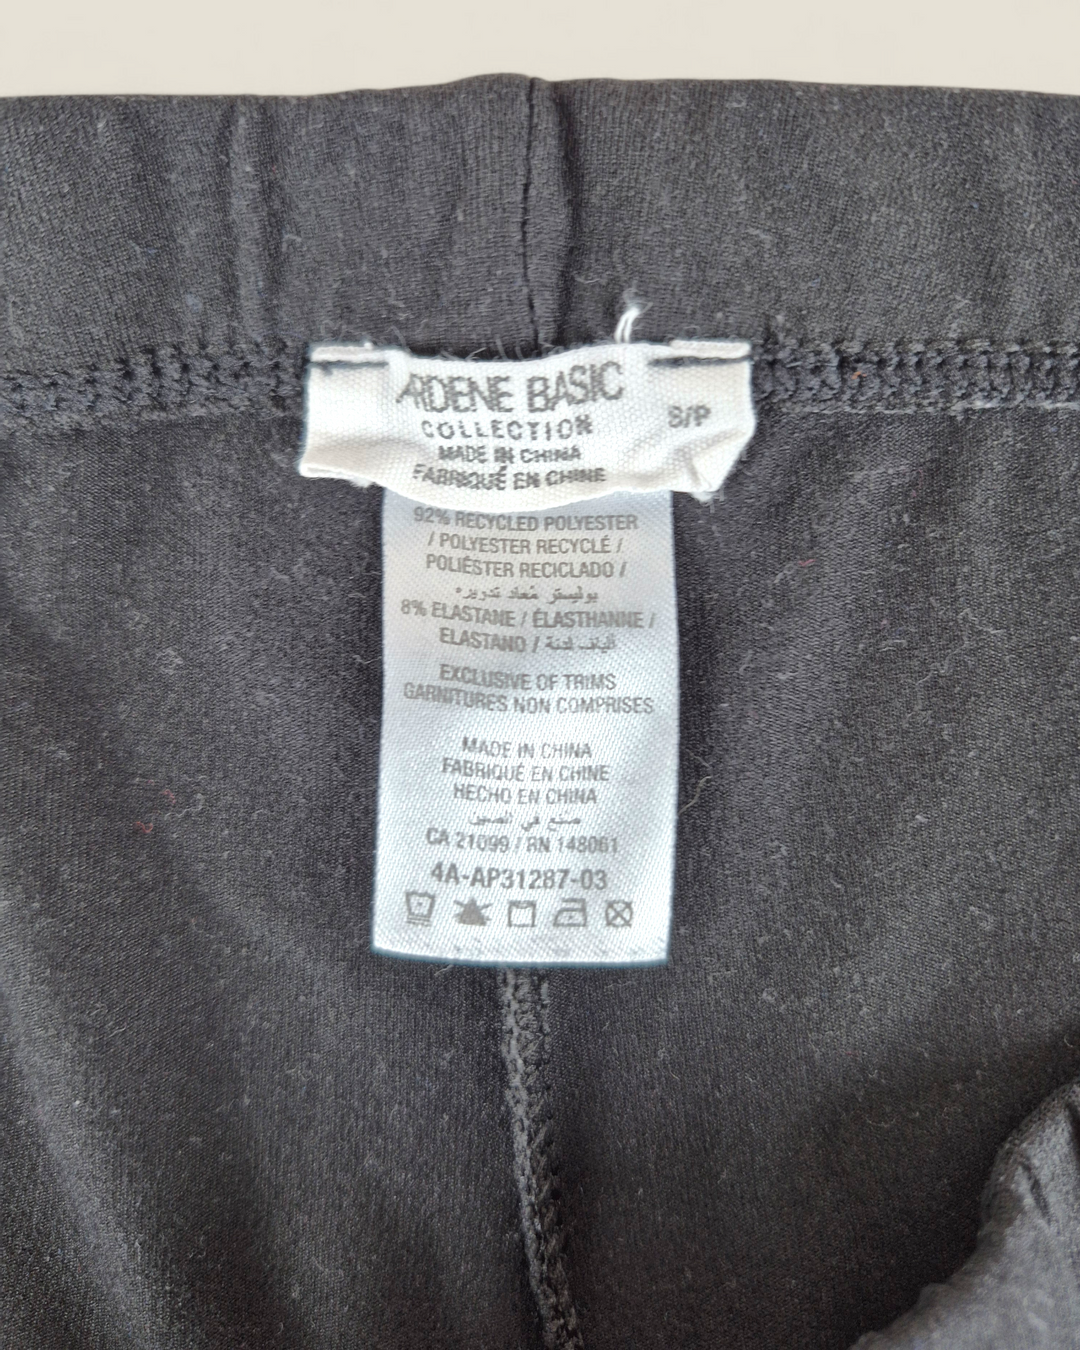 ARDENE BASIC
COLLECTION
S/P
MADE IN CHINA
FABRIQUÉ EN CHINE
92% RECYCLED POLYESTER
/ POLYESTER RECYCLÉ /
POLIÉSTER RECICLADO /
بوليستر مُعاد تدويره
8% ELASTANE / ÉLASTHANNE /
ELASTANO / ألياف لدنة
EXCLUSIVE OF TRIMS
GARNITURES NON COMPRISES
MADE IN CHINA
FABRIQUÉ EN CHINE
HECHO EN CHINA
صنع في الصين
CA 21099 / RN 148061
4A-AP31287-03